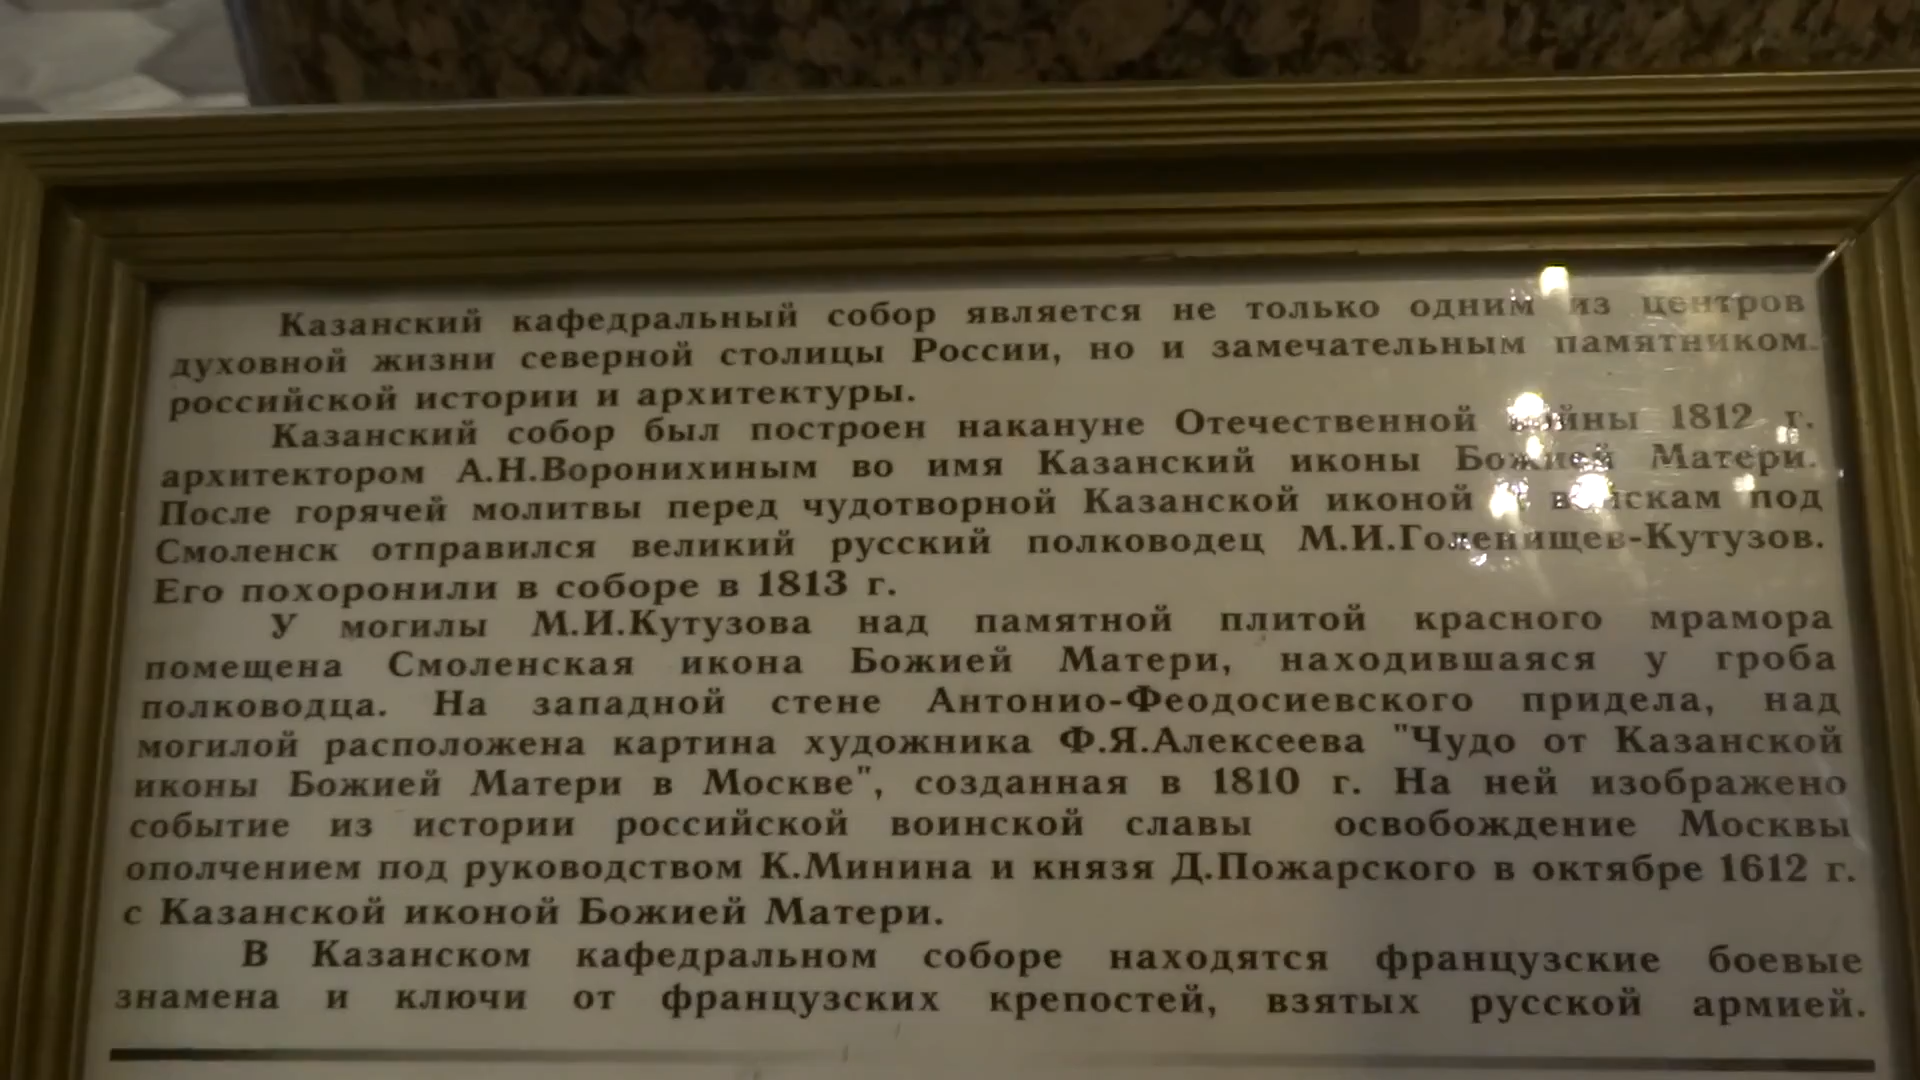 Казанский кафедральный собор является не только одним из центров
духовной жизни северной столицы России, но и замечательным памятником
российской истории и архитектуры.
Казанский собор был построен накануне Отечественной войны 1812 г.
архитектором А.Н.Воронихиным во имя Казанский иконы Божией Матери.
После горячей молитвы перед чудотворной Казанской иконой к войскам под
Смоленск отправился великий русский полководец М.И.Голенищев-Кутузов.
Его похоронили в соборе в 1813 г.
У могилы М.И.Кутузова над памятной плитой красного мрамора
помещена Смоленская икона Божией Матери, находившаяся у гроба
полководца. На западной стене Антонио-Феодосиевского придела, над
могилой расположена картина художника Ф.Я.Алексеева "Чудо от Казанской
иконы Божией Матери в Москве", созданная в 1810 г. На ней изображено
событие из истории российской воинской славы освобождение Москвы
ополчением под руководством К.Минина и князя Д.Пожарского в октябре 1612 г.
с Казанской иконой Божией Матери.
В Казанском кафедральном соборе находятся французские боевые
знамена и ключи от французских крепостей, взятых русской армией.